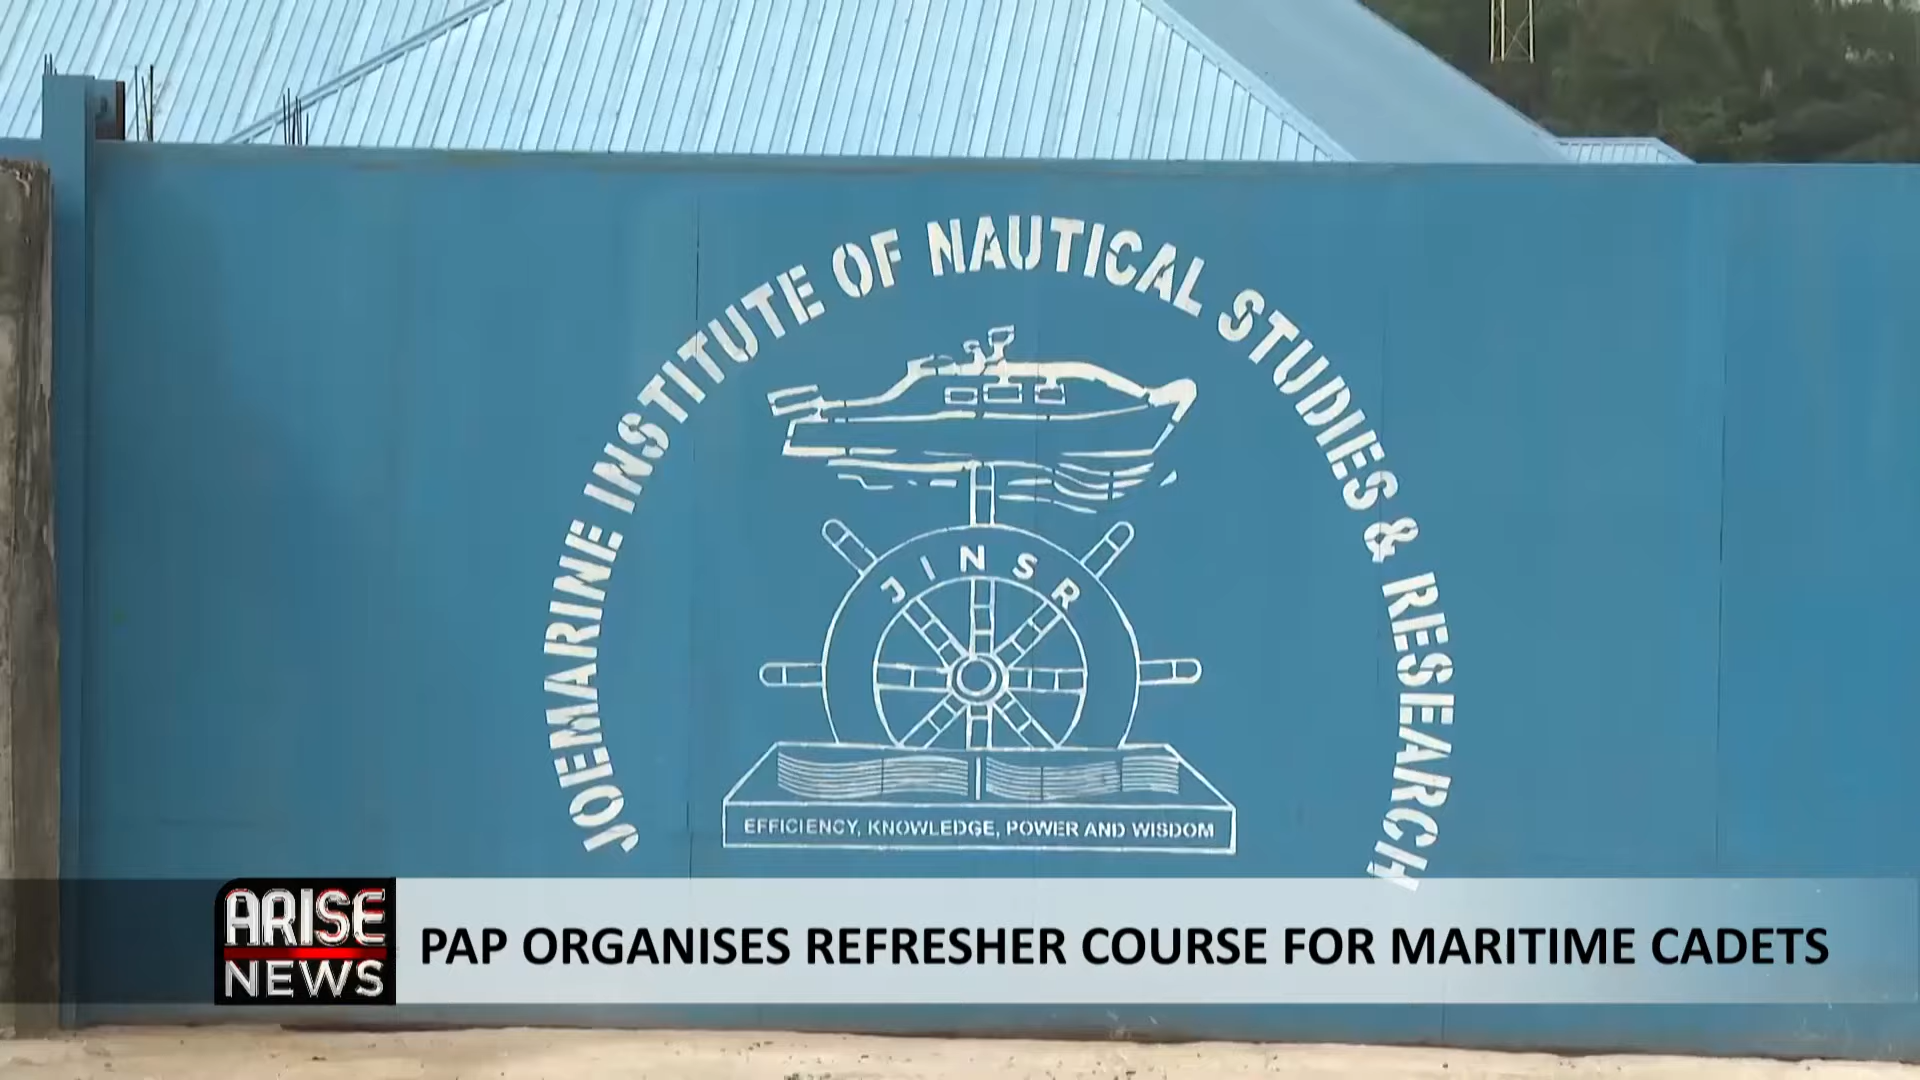 JOEMARINE INSTITUTE OF NAUTICAL STUDIES & RESEARCH
JINSR
EFFICIENCY, KNOWLEDGE, POWER AND WISDOM
ARISE
NEWS
PAP ORGANISES REFRESHER COURSE FOR MARITIME CADETS